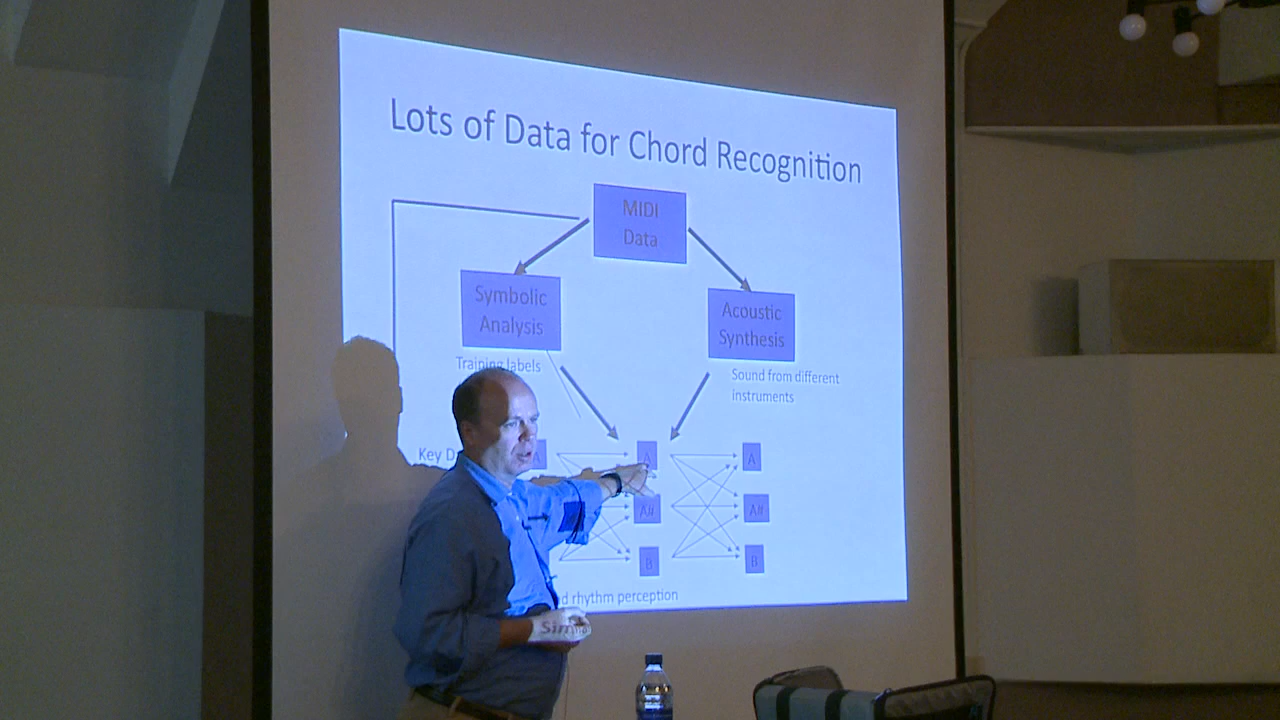 Lots of Data for Chord Recognition
MIDI
Data
Symbolic
Analysis
Acoustic
Synthesis
Training labels
Sound from different
instruments
Key D
A
A
A
A#
A#
B
B
rhythm perception